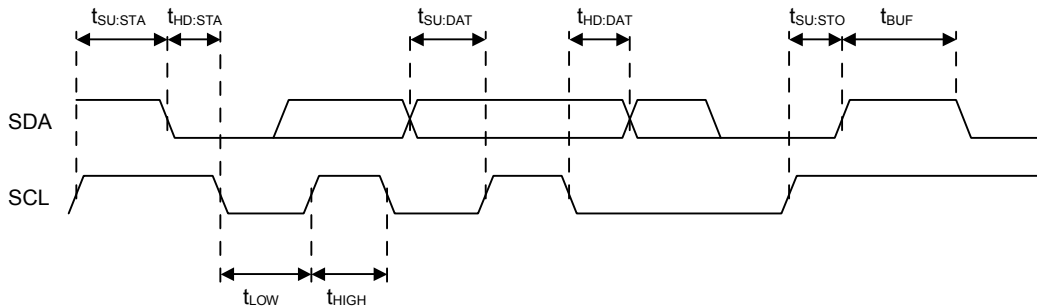 tSU:STA tHD:STA tSU:DAT tHD:DAT tSU:STO tBUF
SDA
SCL
tLOW tHIGH